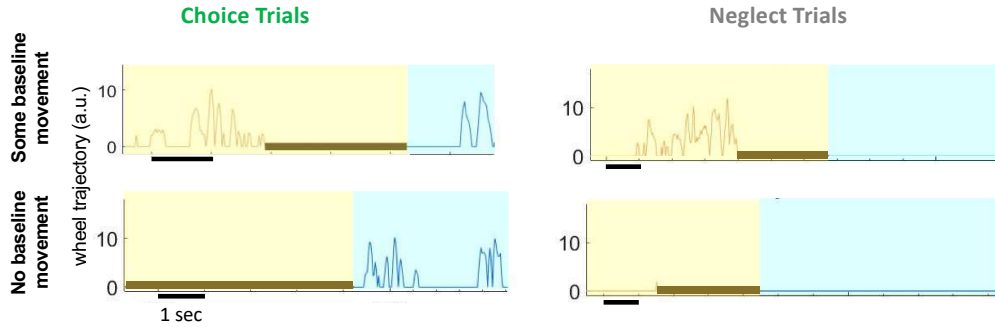 Choice Trials
Neglect Trials
Some baseline
movement
No baseline
movement
wheel trajectory (a.u.)
10
0
10
0
10
0
10
0
1 sec